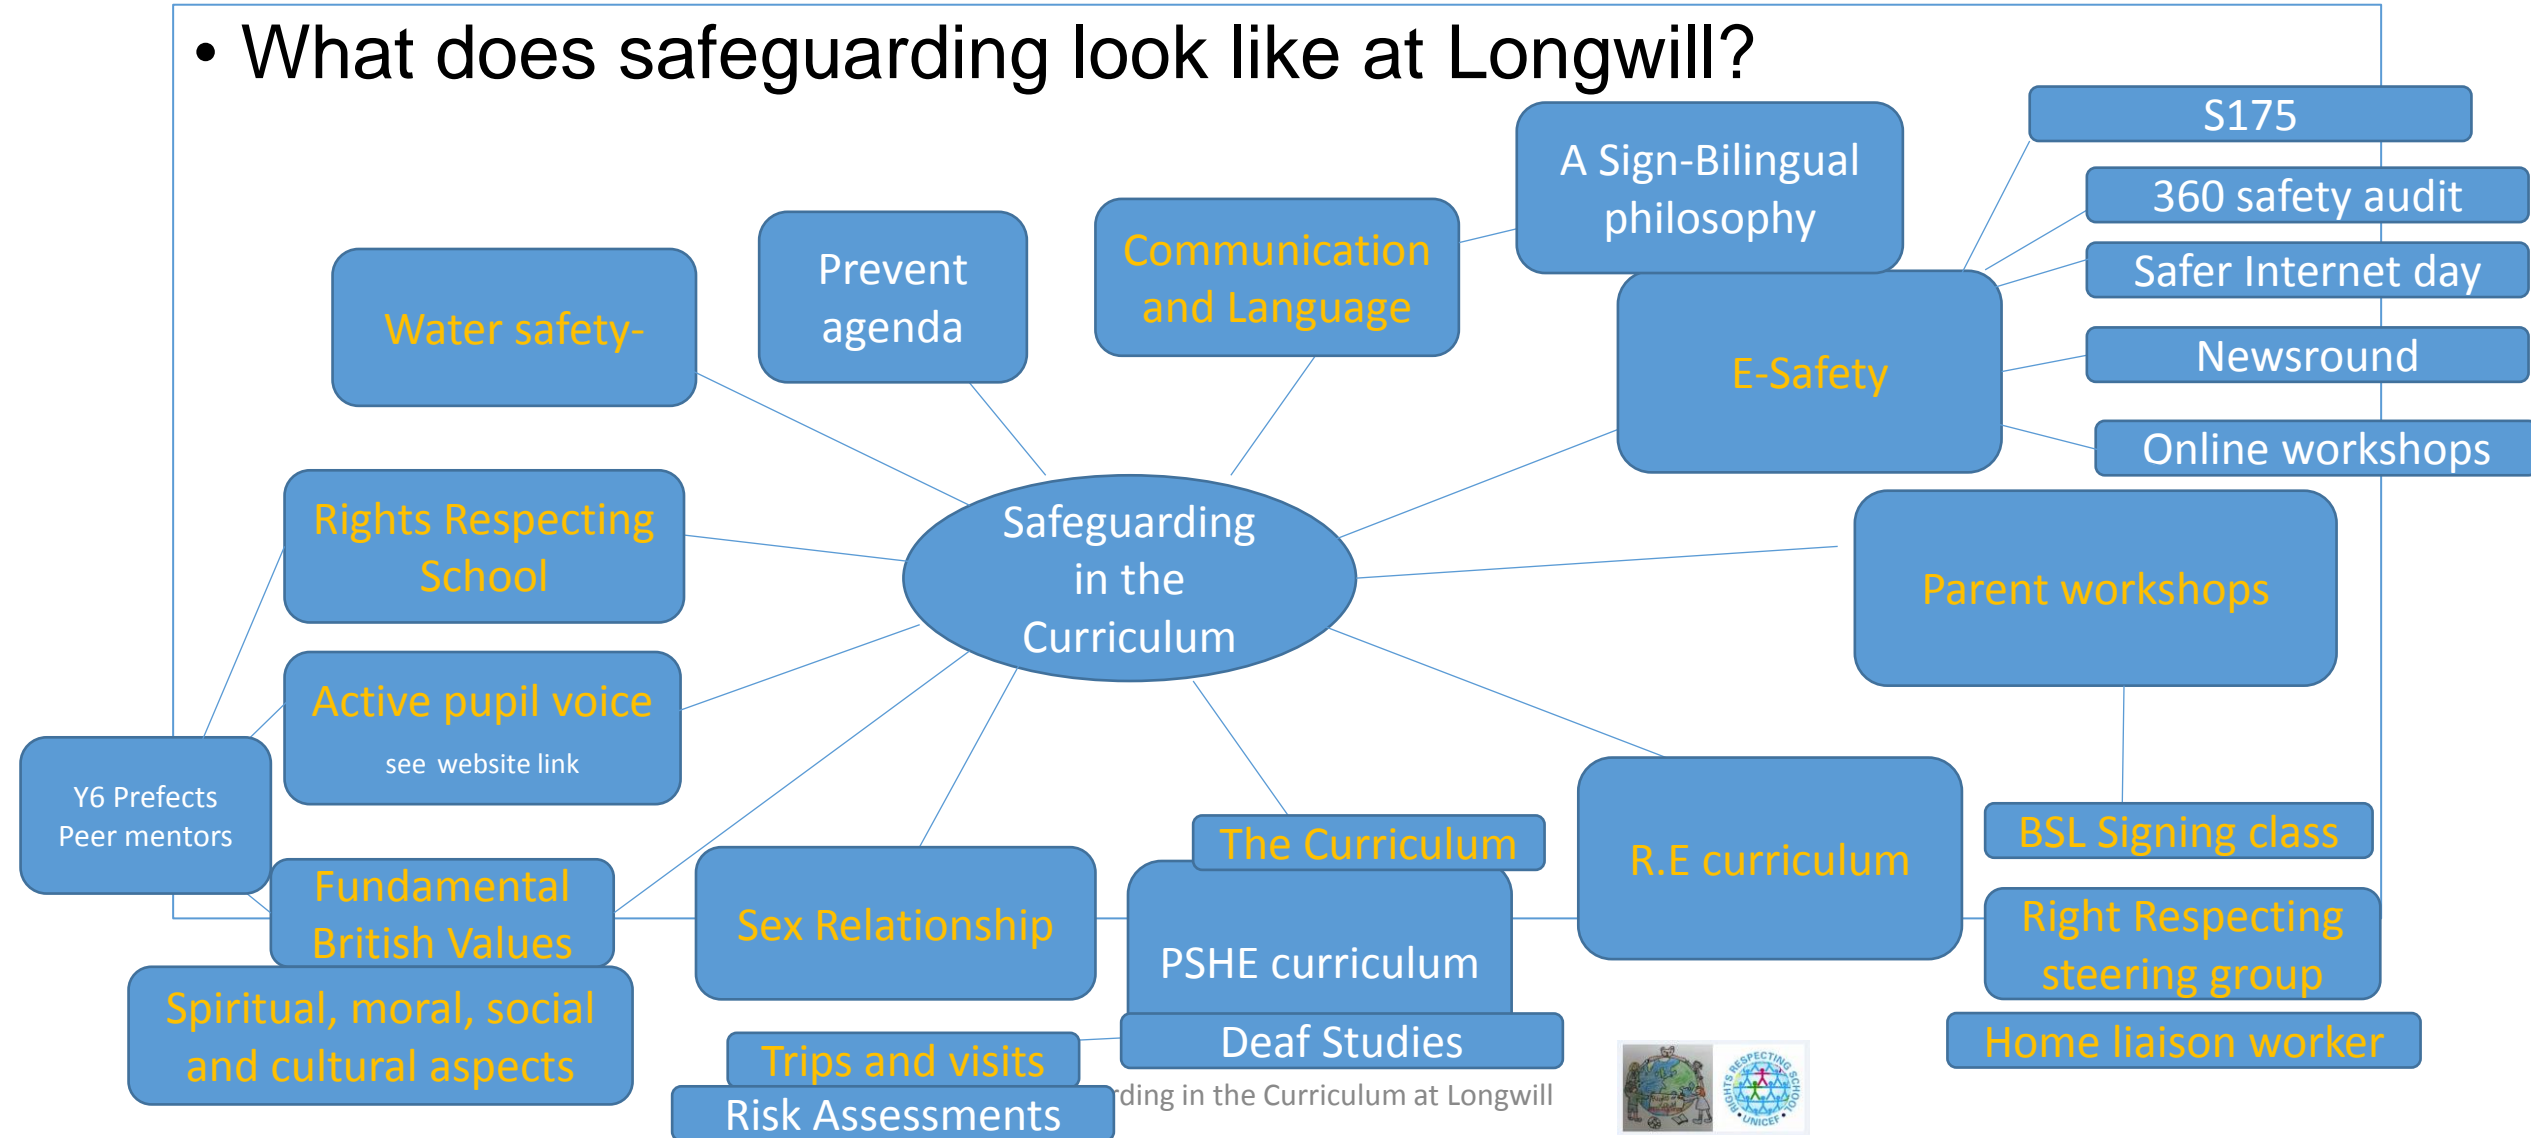 • What does safeguarding look like at Longwill?
S175
A Sign-Bilingual
philosophy
360 safety audit
Safer Internet day
Prevent
agenda
Communication
and Language
Water safety-
E-Safety
Newsround
Online workshops
Rights Respecting
School
Safeguarding
in the
Curriculum
Parent workshops
Active pupil voice
see website link
Y6 Prefects
Peer mentors
The Curriculum
R.E curriculum
BSL Signing class
Fundamental
British Values
Sex Relationship
PSHE curriculum
Right Respecting
steering group
Spiritual, moral, social
and cultural aspects
Trips and visits
Deaf Studies
Home liaison worker
Risk Assessments
rding in the Curriculum at Longwill
RIGHTS RESPECTING SCHOOL
UNICEF